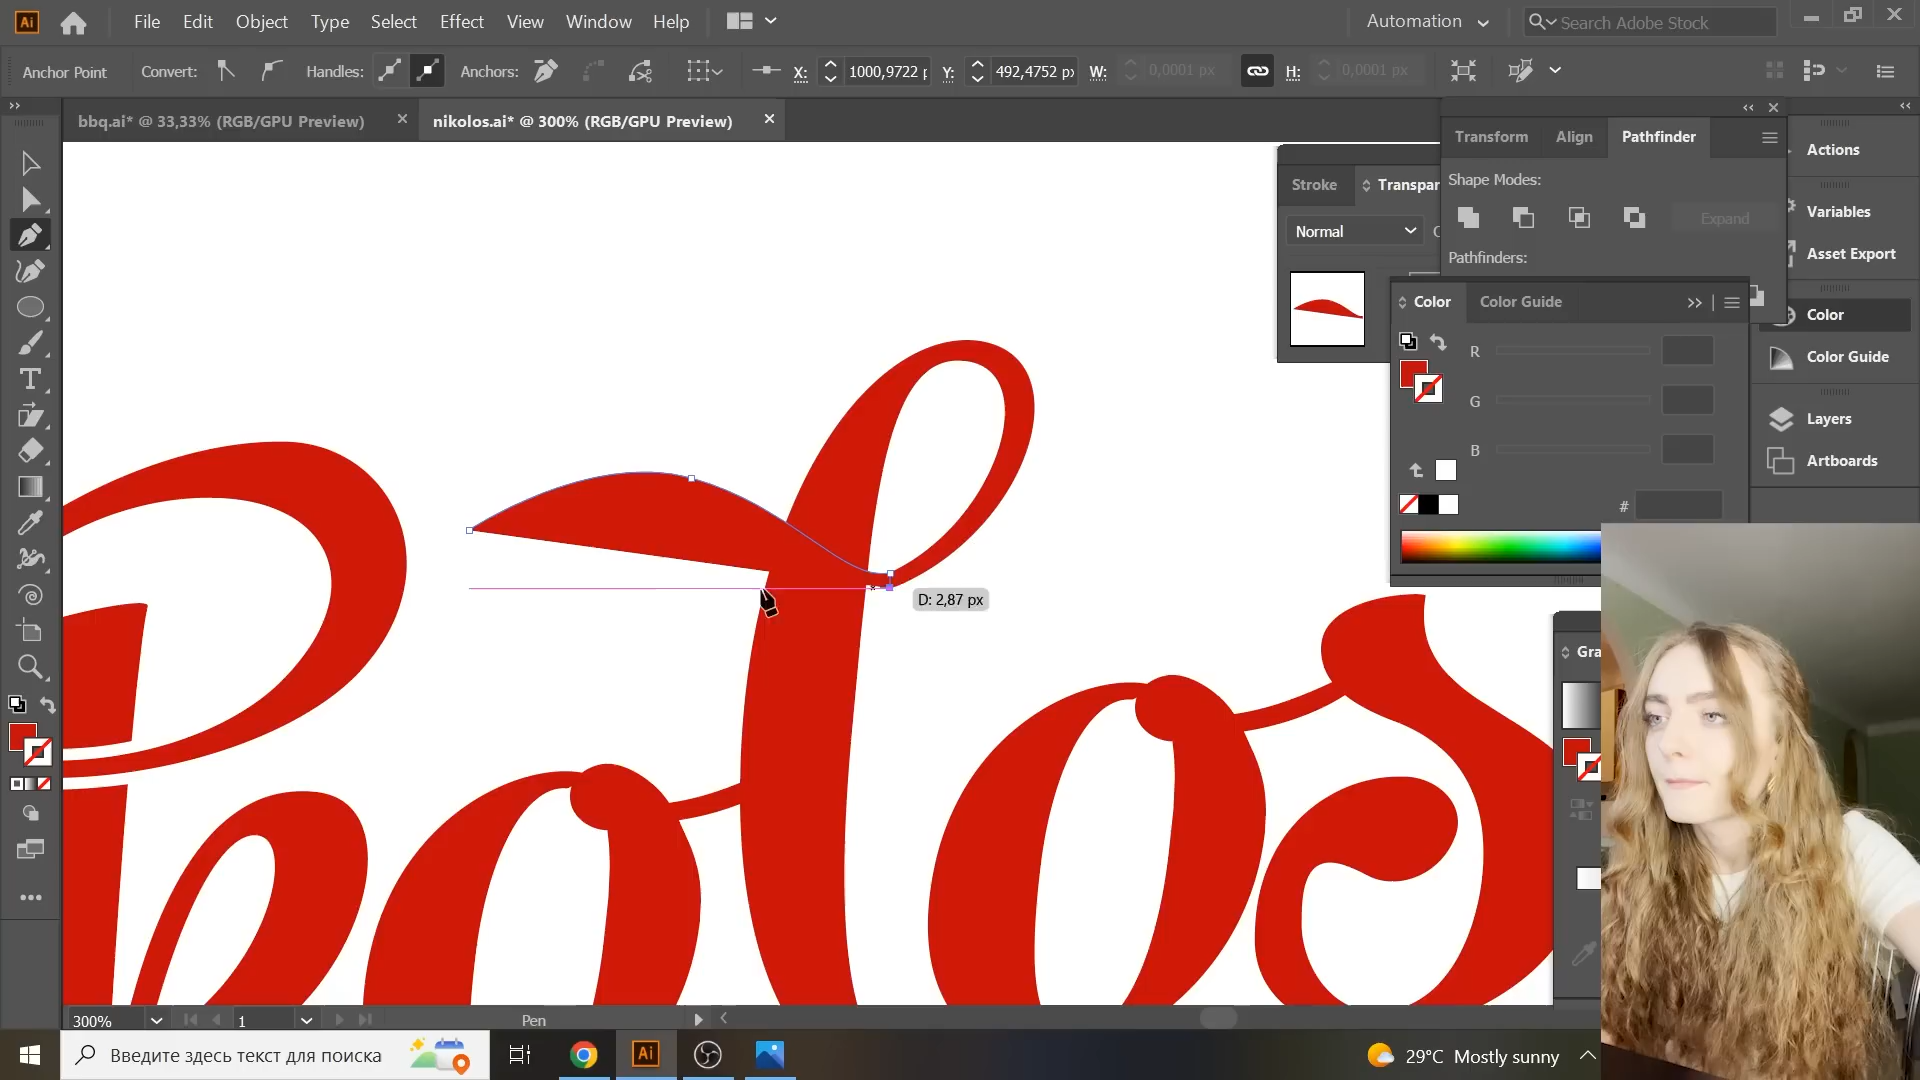 Ai File Edit Object Type Select Effect View Window Help Automation Search Adobe Stock
Anchor Point Convert: Handles: Anchors: X: 1000,9722 Y: 492,4752 px W: 0,0001 px H: 0,0001 px
bbq.ai* @ 33,33% (RGB/GPU Preview) nikolos.ai* @ 300% (RGB/GPU Preview)
Transform Align Pathfinder
Actions
Shape Modes:
Stroke
Variables
Expand
Normal
Asset Export
Pathfinders:
Color Color Guide
Color
R
Color Guide
G
Layers
B
Artboards
#
D: 2,87 px
300% 1 Pen
Введите здесь текст для поиска Ai 29°C Mostly sunny